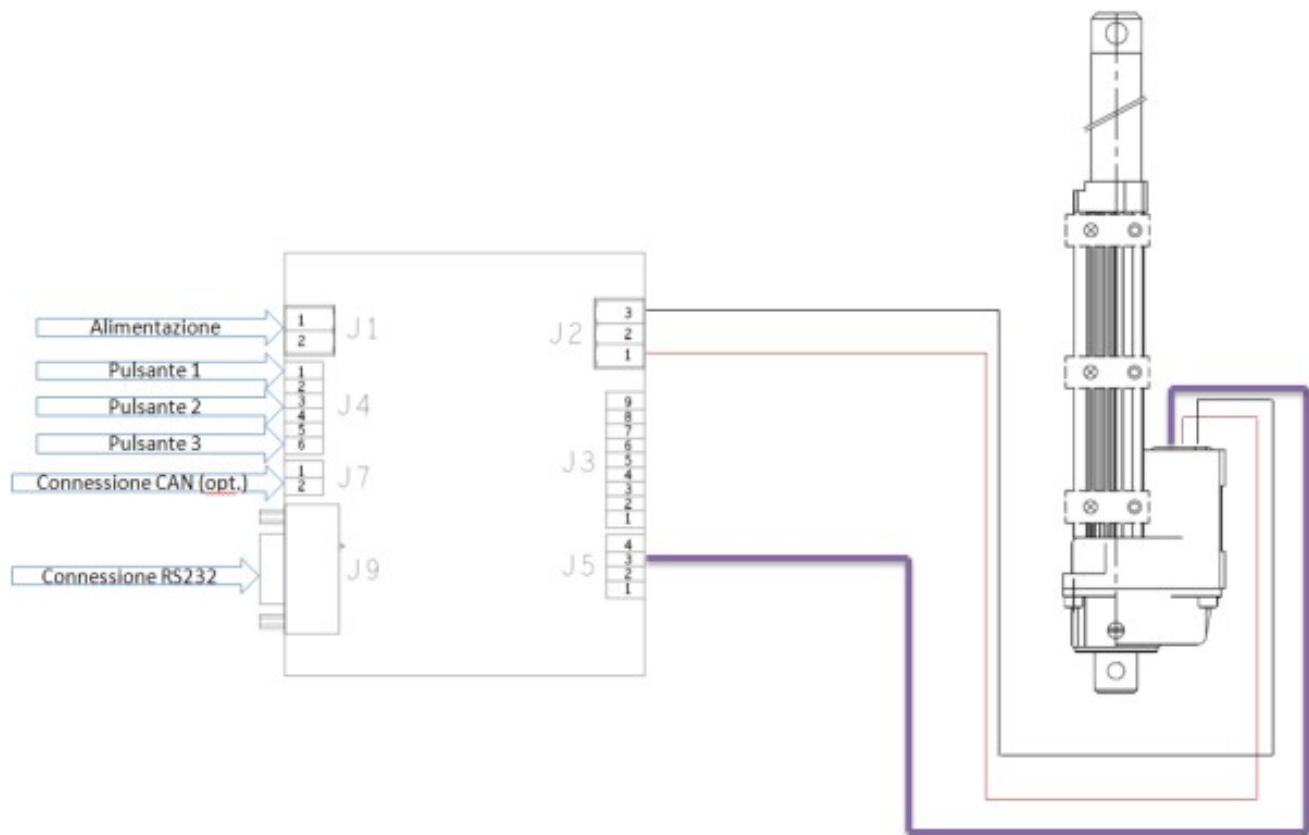 Alimentazione
Pulsante 1
Pulsante 2
Pulsante 3
Connessione CAN (opt.)
Connessione RS232
1
2
J1
1
2
3
4
5
6
J4
1
2
J7
J9
J2
3
2
1
J3
9
8
7
6
5
4
3
2
1
J5
4
3
2
1